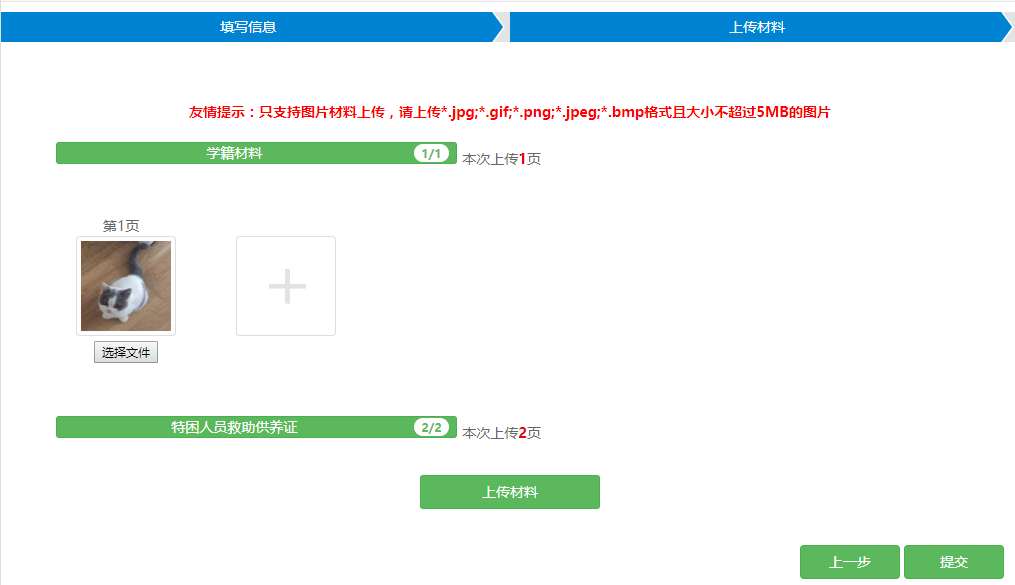 填写信息
上传材料
友情提示：只支持图片材料上传，请上传*.jpg;*.gif;*.png;*.jpeg;*.bmp格式且大小不超过5MB的图片
学籍材料 1/1 本次上传1页
第1页
选择文件
特困人员救助供养证 2/2 本次上传2页
上传材料
上一步 提交